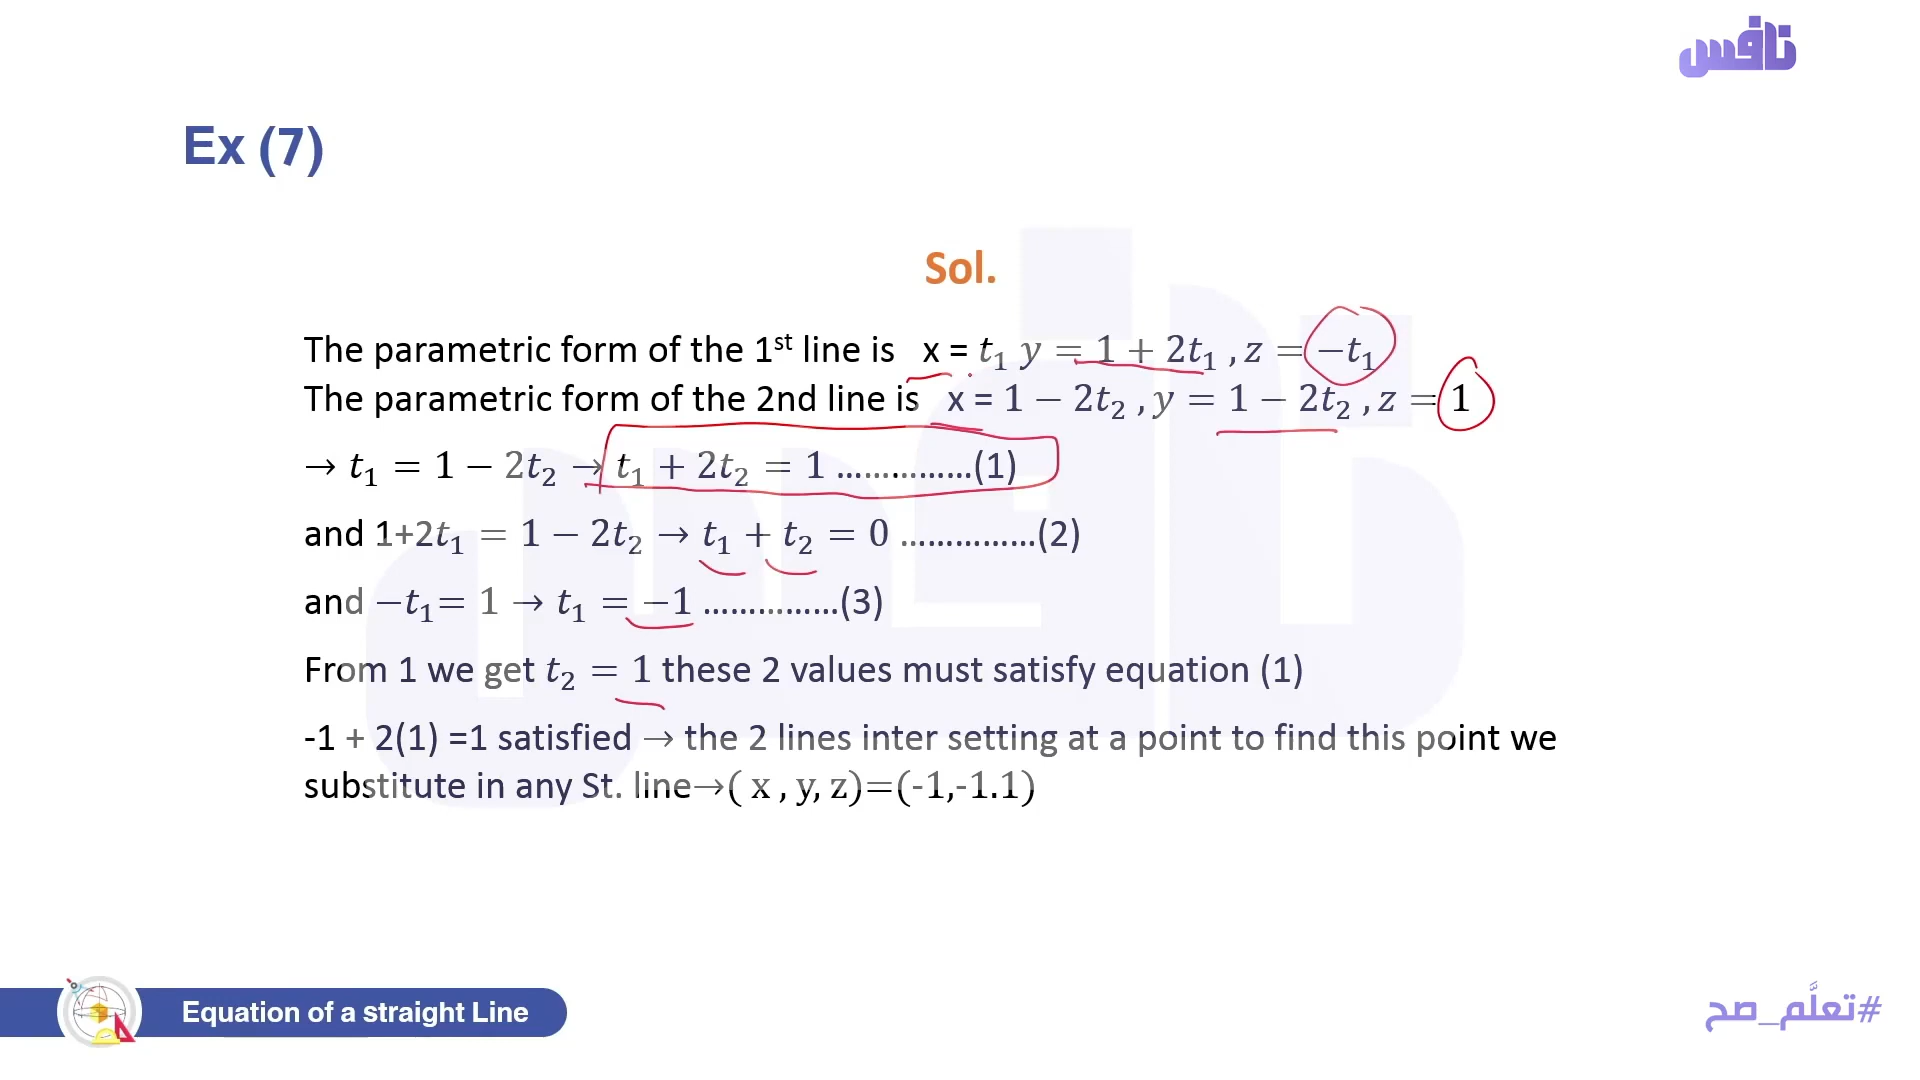 نافس
Ex (7)
Sol.
The parametric form of the 1st line is x = t₁ y = 1 + 2t₁ , z = −t₁
The parametric form of the 2nd line is x = 1 − 2t₂ , y = 1 − 2t₂ , z = 1
→ t₁ = 1 − 2t₂ → t₁ + 2t₂ = 1 ……………(1)
and 1+2t₁ = 1 − 2t₂ → t₁ + t₂ = 0 ……………(2)
and −t₁= 1 → t₁ = −1 ……………(3)
From 1 we get t₂ = 1 these 2 values must satisfy equation (1)
-1 + 2(1) =1 satisfied → the 2 lines inter setting at a point to find this point we
substitute in any St. line→( x , y, z)=(-1,-1.1)
Equation of a straight Line
#تعلَّم_صح